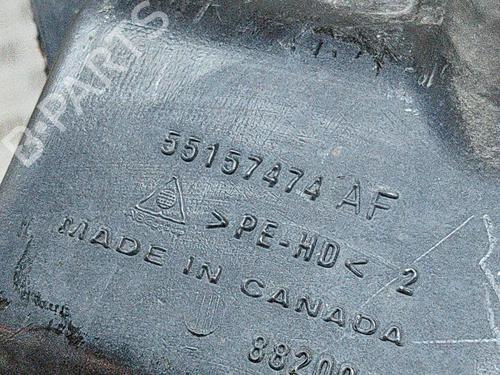 B-PARTS
55157474 AF
>PE-HD< 2
MADE IN CANADA